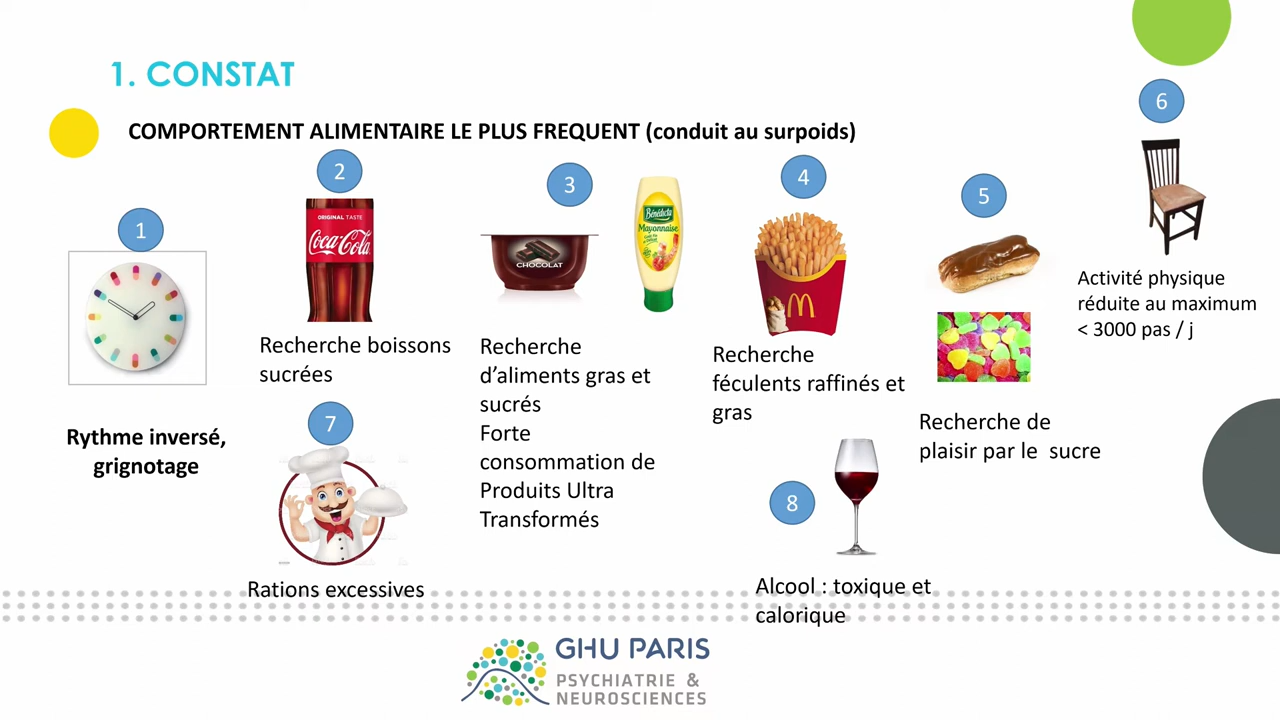 1. CONSTAT
COMPORTEMENT ALIMENTAIRE LE PLUS FREQUENT (conduit au surpoids)
1
Rythme inversé,
grignotage
2
ORIGINAL TASTE
Coca-Cola
Recherche boissons
sucrées
3
CHOCOLAT
Bénédicta
Mayonnaise
Recherche
d'aliments gras et
sucrés
Forte
consommation de
Produits Ultra
Transformés
4
Recherche
féculents raffinés et
gras
5
Recherche de
plaisir par le sucre
6
Activité physique
réduite au maximum
< 3000 pas / j
7
Rations excessives
8
Alcool : toxique et
calorique
GHU PARIS
PSYCHIATRIE &
NEUROSCIENCES